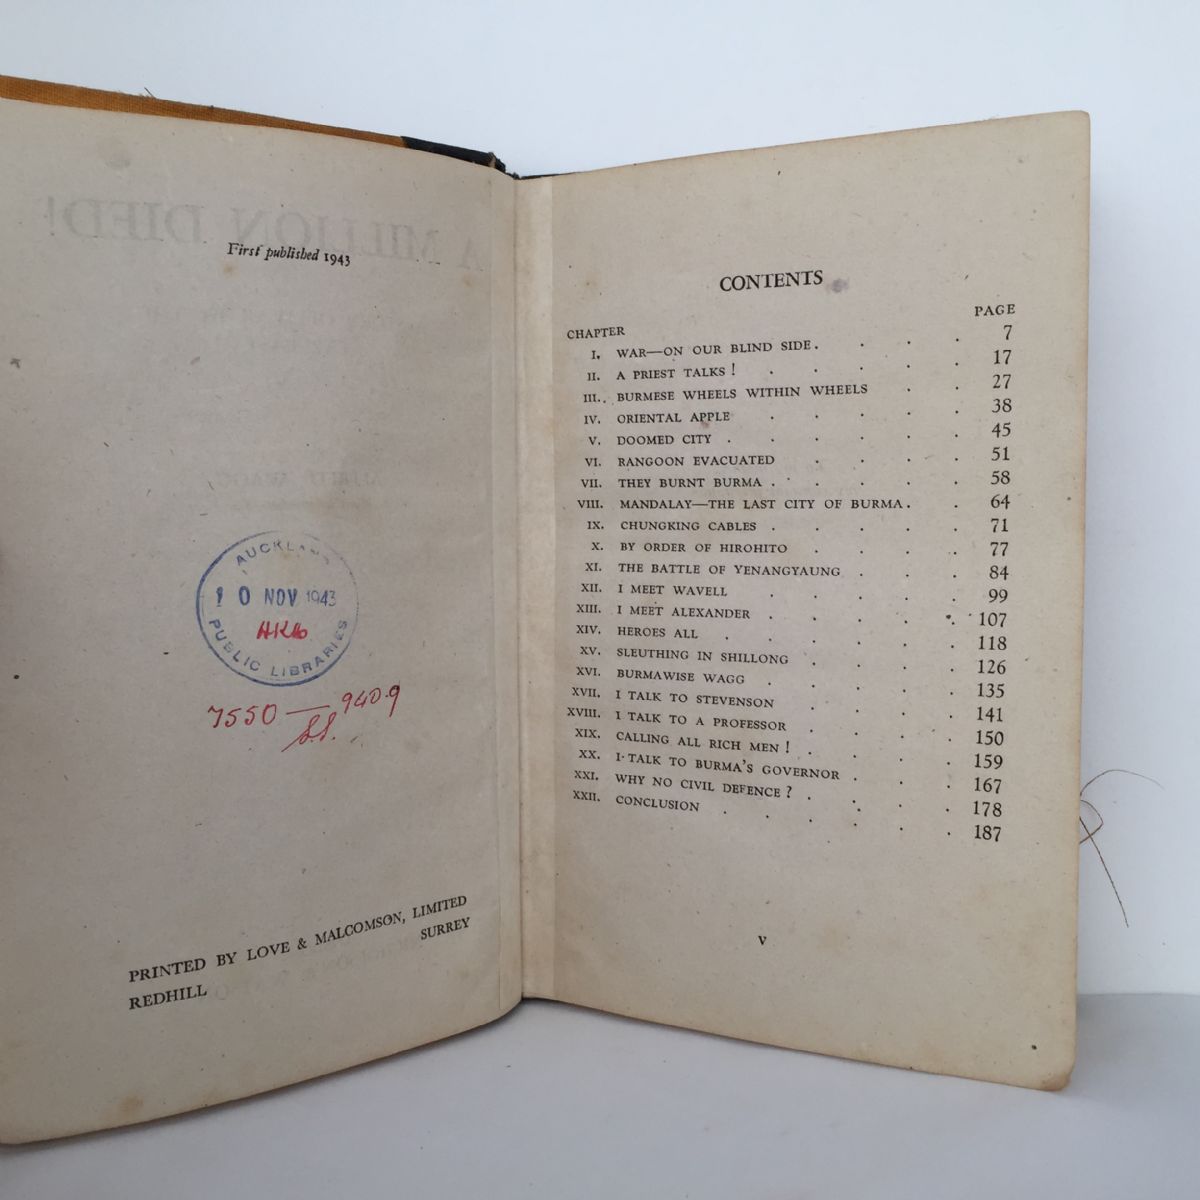 A MILLION DIED!
First published 1943
AUCKLAND
10 NOV 1943
PUBLIC LIBRARIES
7550 — 940.9
PRINTED BY LOVE & MALCOMSON, LIMITED
REDHILL SURREY
CONTENTS
CHAPTER PAGE
I. WAR—ON OUR BLIND SIDE . . . . 7
II. A PRIEST TALKS! . . . . . 17
III. BURMESE WHEELS WITHIN WHEELS . . 27
IV. ORIENTAL APPLE . . . . . 38
V. DOOMED CITY . . . . . . 45
VI. RANGOON EVACUATED . . . . 51
VII. THEY BURNT BURMA . . . . . 58
VIII. MANDALAY—THE LAST CITY OF BURMA . . 64
IX. CHUNGKING CABLES . . . . . 71
X. BY ORDER OF HIROHITO . . . . 77
XI. THE BATTLE OF YENANGYAUNG . . . 84
XII. I MEET WAVELL . . . . . 99
XIII. I MEET ALEXANDER . . . . . 107
XIV. HEROES ALL . . . . . . 118
XV. SLEUTHING IN SHILLONG . . . . 126
XVI. BURMAWISE WAGG . . . . . 135
XVII. I TALK TO STEVENSON . . . . 141
XVIII. I TALK TO A PROFESSOR . . . . 150
XIX. CALLING ALL RICH MEN! . . . . 159
XX. I TALK TO BURMA'S GOVERNOR . . . 167
XXI. WHY NO CIVIL DEFENCE? . . . . 178
XXII. CONCLUSION . . . . . . 187
V